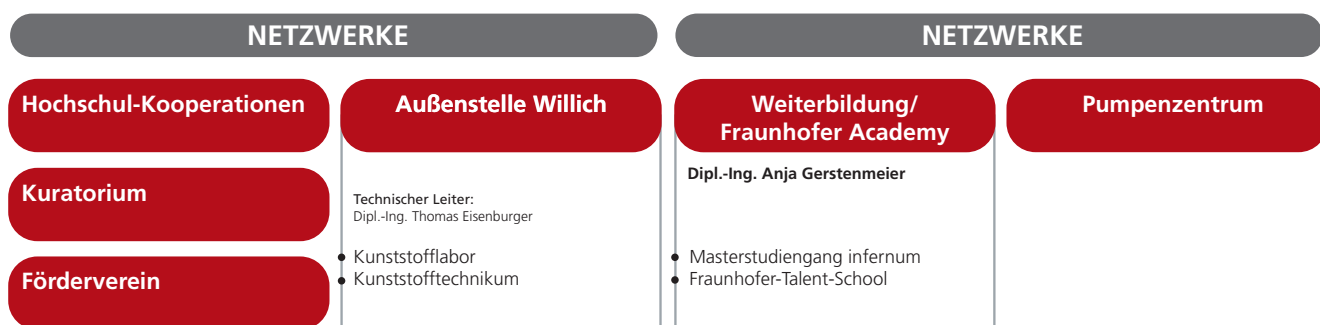 NETZWERKE
NETZWERKE
Hochschul-Kooperationen
Kuratorium
Förderverein
Außenstelle Willich
Technischer Leiter:
Dipl.-Ing. Thomas Eisenburger
• Kunststofflabor
• Kunststofftechnikum
Weiterbildung/
Fraunhofer Academy
Dipl.-Ing. Anja Gerstenmeier
• Masterstudiengang infernum
• Fraunhofer-Talent-School
Pumpenzentrum